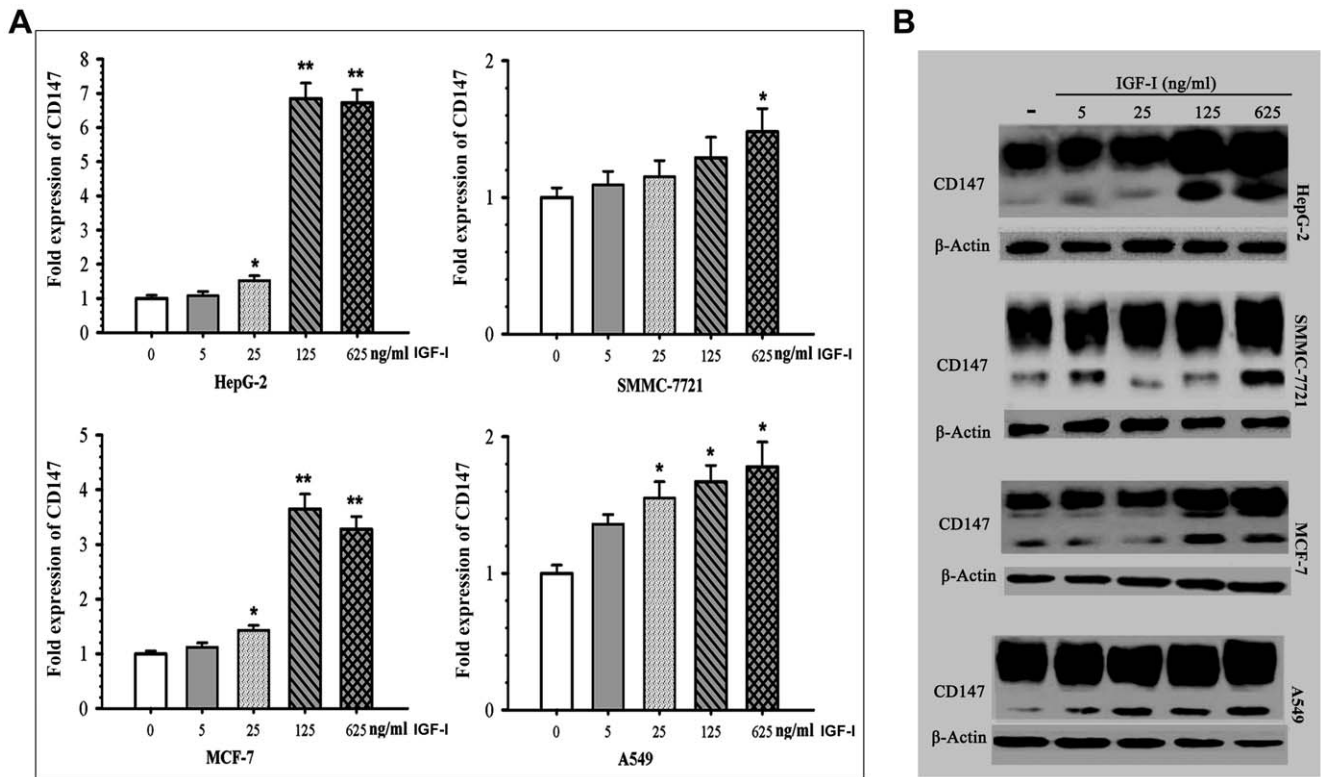 A
Fold expression of CD147
8
7
6
5
4
3
2
1
0
*
**
**
0 5 25 125 625 ng/ml IGF-I
HepG-2
Fold expression of CD147
2
1
0
*
0 5 25 125 625 ng/ml IGF-I
SMMC-7721
Fold expression of CD147
5
4
3
2
1
0
*
**
**
0 5 25 125 625 ng/ml IGF-I
MCF-7
Fold expression of CD147
2
1
0
*
*
*
0 5 25 125 625 ng/ml IGF-I
A549
B
IGF-I (ng/ml)
- 5 25 125 625
CD147
β-Actin
HepG-2
CD147
β-Actin
SMMC-7721
CD147
β-Actin
MCF-7
CD147
β-Actin
A549